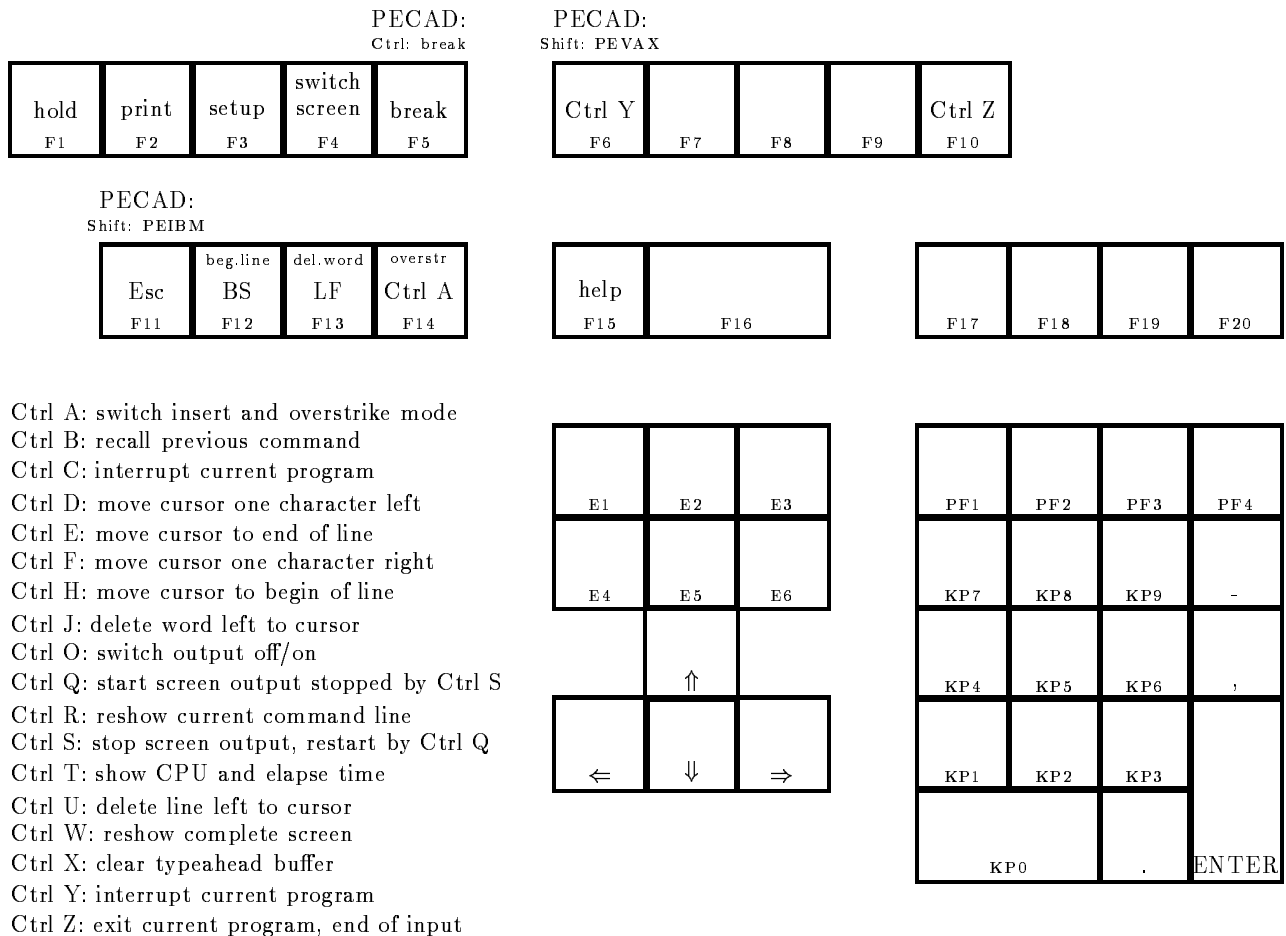 PECAD: PECAD:
Ctrl: break Shift: PEVAX
switch
hold print setup screen break Ctrl Y Ctrl Z
F1 F2 F3 F4 F5 F6 F7 F8 F9 F10
PECAD:
Shift: PEIBM
beg.line del.word overstr
Esc BS LF Ctrl A help
F11 F12 F13 F14 F15 F16 F17 F18 F19 F20
Ctrl A: switch insert and overstrike mode
Ctrl B: recall previous command
Ctrl C: interrupt current program
Ctrl D: move cursor one character left
Ctrl E: move cursor to end of line
Ctrl F: move cursor one character right
Ctrl H: move cursor to begin of line
Ctrl J: delete word left to cursor
Ctrl O: switch output off/on
Ctrl Q: start screen output stopped by Ctrl S
Ctrl R: reshow current command line
Ctrl S: stop screen output, restart by Ctrl Q
Ctrl T: show CPU and elapse time
Ctrl U: delete line left to cursor
Ctrl W: reshow complete screen
Ctrl X: clear typeahead buffer
Ctrl Y: interrupt current program
Ctrl Z: exit current program, end of input
E1 E2 E3
E4 E5 E6
⇑
⇐ ⇓ ⇒
PF1 PF2 PF3 PF4
KP7 KP8 KP9 -
KP4 KP5 KP6 ,
KP1 KP2 KP3
KP0 . ENTER